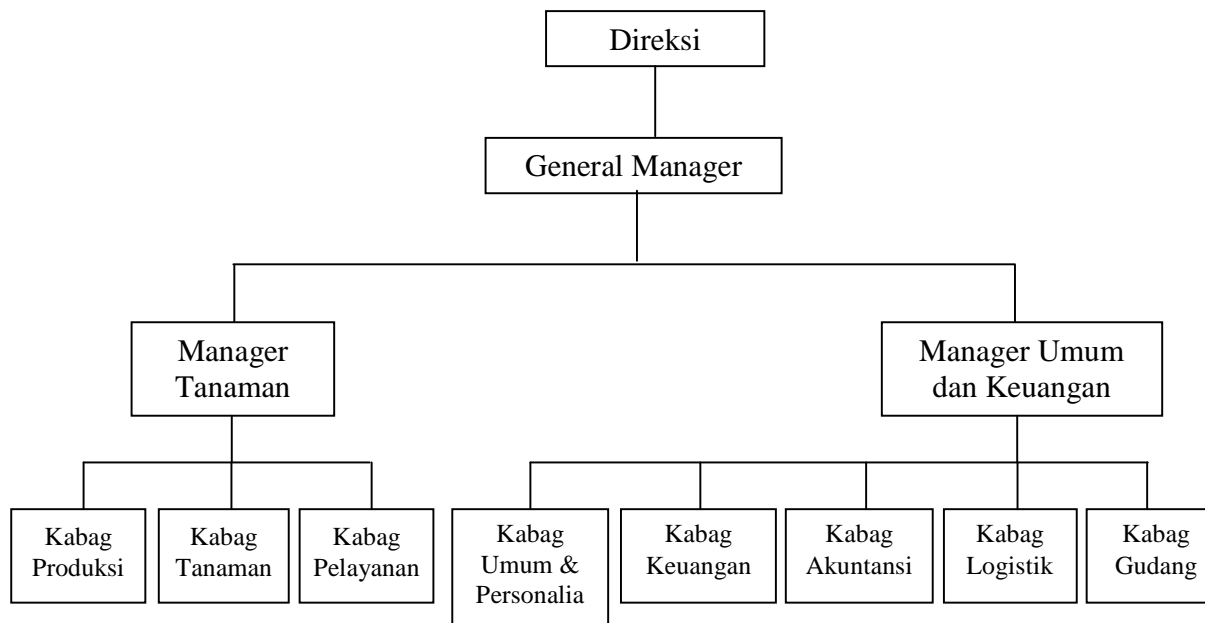 Direksi
General Manager
Manager
Tanaman
Manager Umum
dan Keuangan
Kabag
Produksi
Kabag
Tanaman
Kabag
Pelayanan
Kabag
Umum &
Personalia
Kabag
Keuangan
Kabag
Akuntansi
Kabag
Logistik
Kabag
Gudang